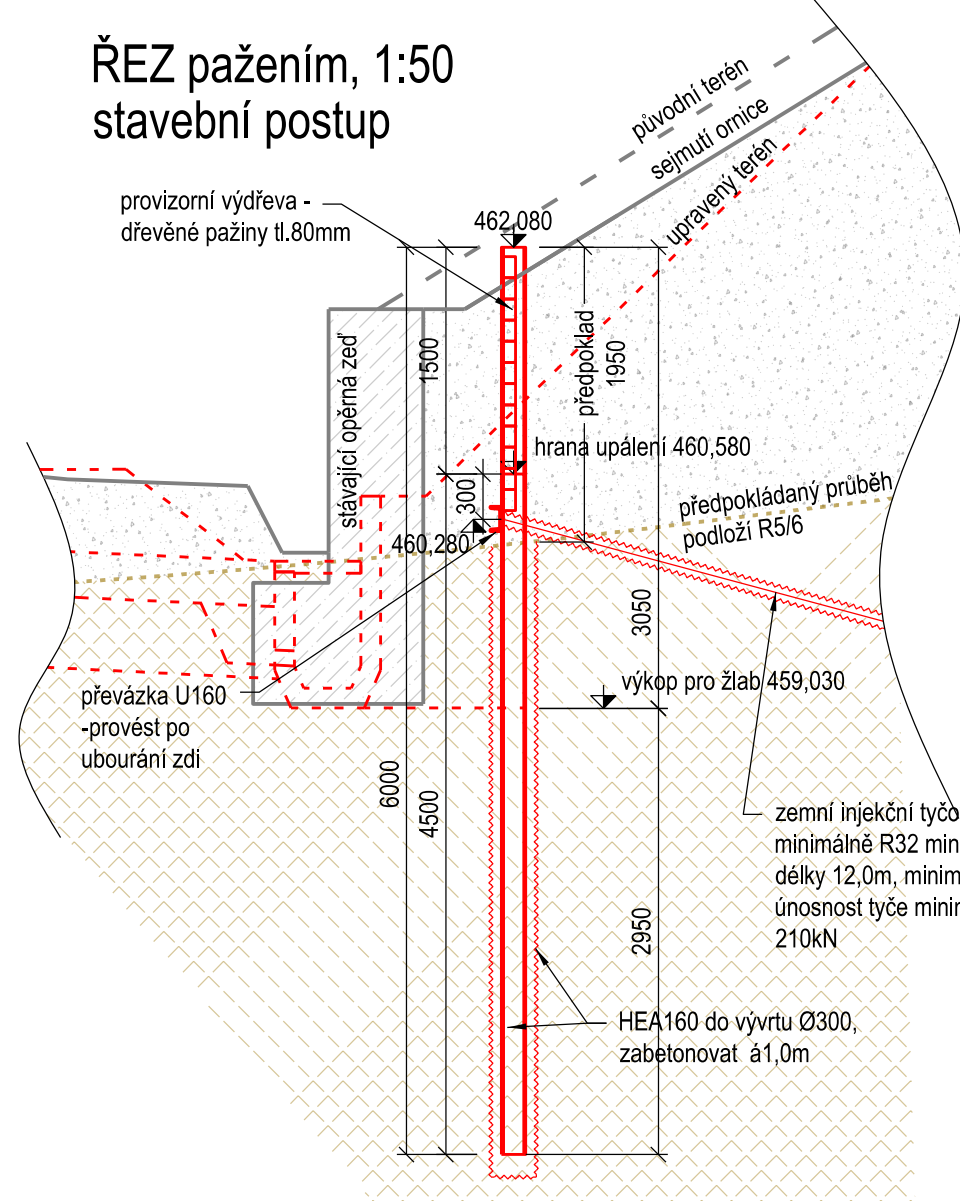 ŘEZ pažením, 1:50
stavební postup
původní terén
sejmutí ornice
upravený terén
provizorní výdřeva -
dřevěné pažiny tl.80mm
462,080
stávající opěrná zeď
1500
předpoklad
1950
hrana upálení 460,580
300
460,280
předpokládaný průběh
podloží R5/6
3050
převázka U160
-provést po
ubourání zdi
výkop pro žlab 459,030
6000
4500
zemní injekční tyčo
minimálně R32 min
délky 12,0m, minim
únosnost tyče minir
210kN
2950
HEA160 do vývrtu Ø300,
zabetonovat á1,0m